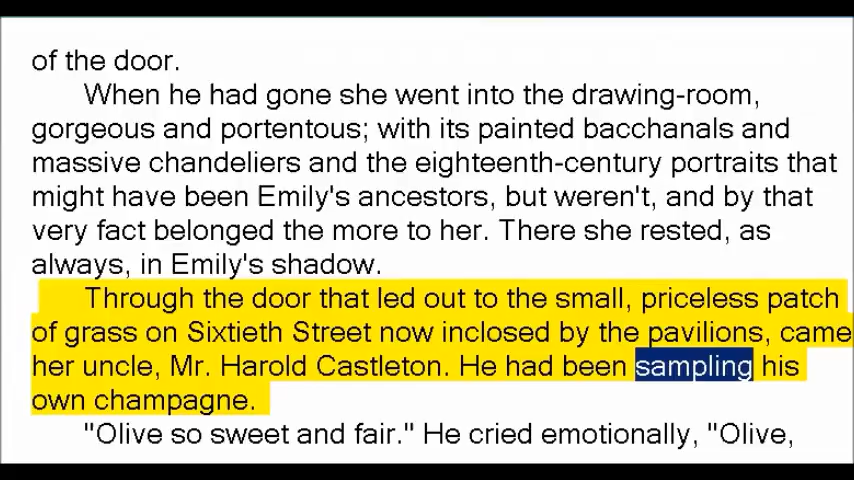 of the door.
When he had gone she went into the drawing-room,
gorgeous and portentous; with its painted bacchanals and
massive chandeliers and the eighteenth-century portraits that
might have been Emily's ancestors, but weren't, and by that
very fact belonged the more to her. There she rested, as
always, in Emily's shadow.
Through the door that led out to the small, priceless patch
of grass on Sixtieth Street now inclosed by the pavilions, came
her uncle, Mr. Harold Castleton. He had been sampling his
own champagne.
"Olive so sweet and fair." He cried emotionally, "Olive,